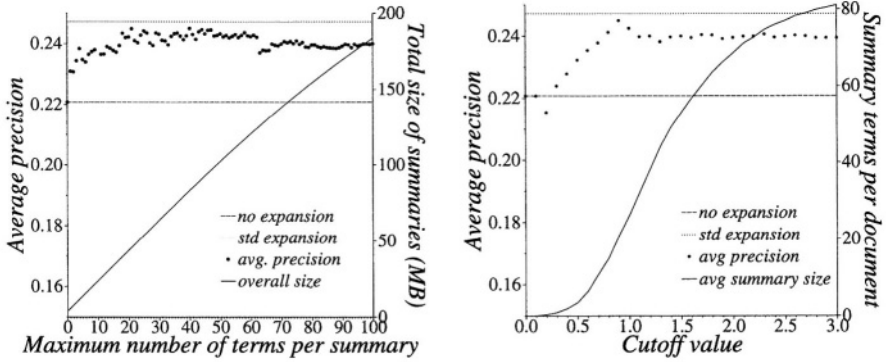 Average precision
0.24
0.22
0.20
0.18
0.16
200
150
100
50
0
Total size of summaries (MB)
no expansion
std expansion
avg. precision
overall size
0 10 20 30 40 50 60 70 80 90 100
Maximum number of terms per summary
Average precision
0.24
0.22
0.20
0.18
0.16
80
60
40
20
0
Summary terms per document
no expansion
std expansion
avg precision
avg summary size
0.0 0.5 1.0 1.5 2.0 2.5 3.0
Cutoff value